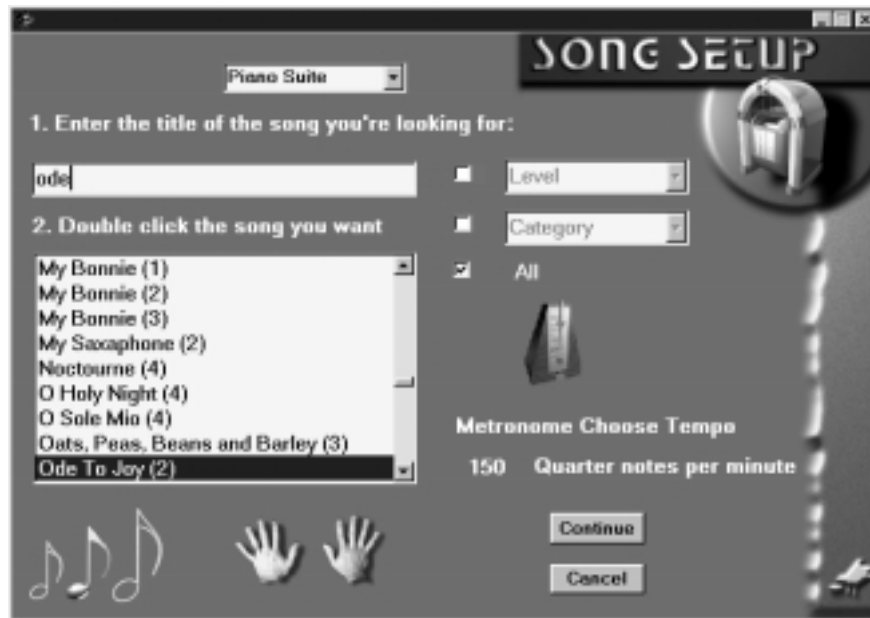 SONG SETUP
Piano Suite
1. Enter the title of the song you're looking for:
ode
Level
2. Double click the song you want
Category
All
My Bonnie (1)
My Bonnie (2)
My Bonnie (3)
My Saxaphone (2)
Noctourne (4)
O Holy Night (4)
O Sole Mio (4)
Oats, Peas, Beans and Barley (3)
Ode To Joy (2)
Metronome Choose Tempo
150 Quarter notes per minute
Continue
Cancel